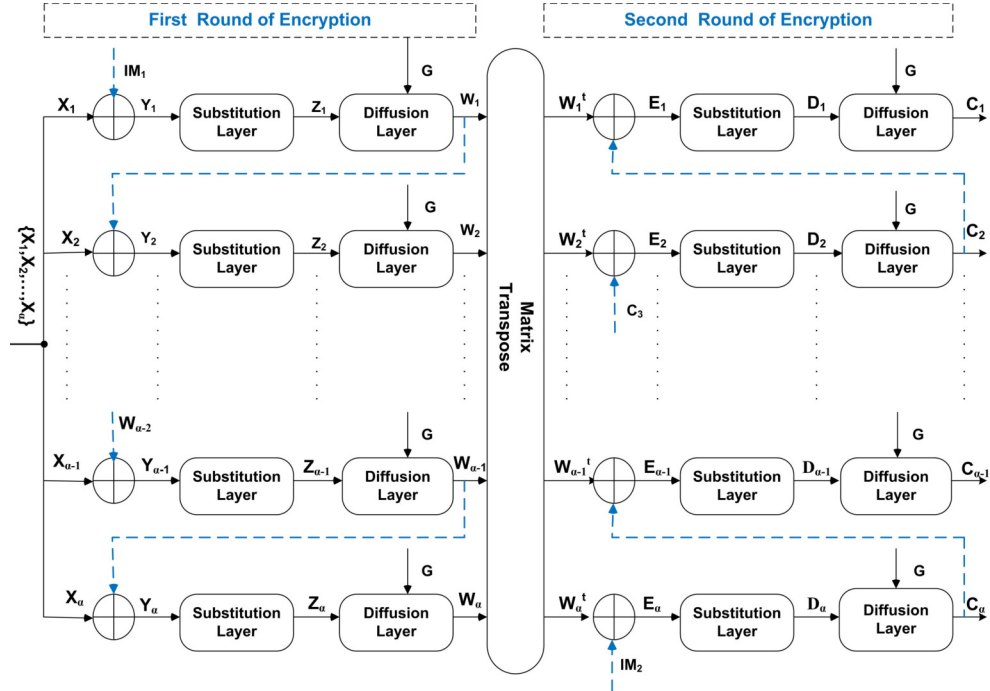 First Round of Encryption
Second Round of Encryption
IM₁
G
G
X₁
Y₁
Substitution Layer
Z₁
Diffusion Layer
W₁
W₁ᵗ
E₁
Substitution Layer
D₁
Diffusion Layer
C₁
{X₁,X₂,...,Xα}
G
G
X₂
Y₂
Substitution Layer
Z₂
Diffusion Layer
W₂
W₂ᵗ
E₂
Substitution Layer
D₂
Diffusion Layer
C₂
C₃
Matrix
Transpose
Wα-2
G
G
Xα-1
Yα-1
Substitution Layer
Zα-1
Diffusion Layer
Wα-1
Wα-1ᵗ
Eα-1
Substitution Layer
Dα-1
Diffusion Layer
Cα-1
G
G
Xα
Yα
Substitution Layer
Zα
Diffusion Layer
Wα
Wαᵗ
Eα
Substitution Layer
Dα
Diffusion Layer
Cα
IM₂